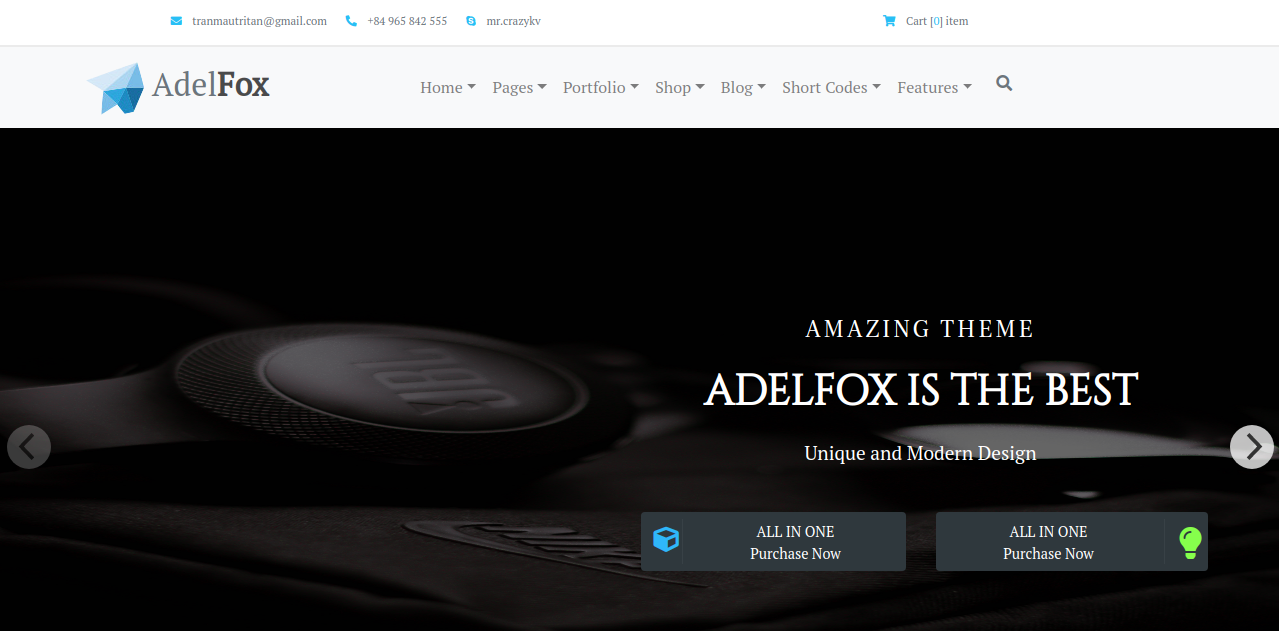 tranmautritan@gmail.com +84 965 842 555 mr.crazykv Cart [0] item
AdelFox
Home Pages Portfolio Shop Blog Short Codes Features
JBL
AMAZING THEME
ADELFOX IS THE BEST
Unique and Modern Design
ALL IN ONE
Purchase Now
ALL IN ONE
Purchase Now